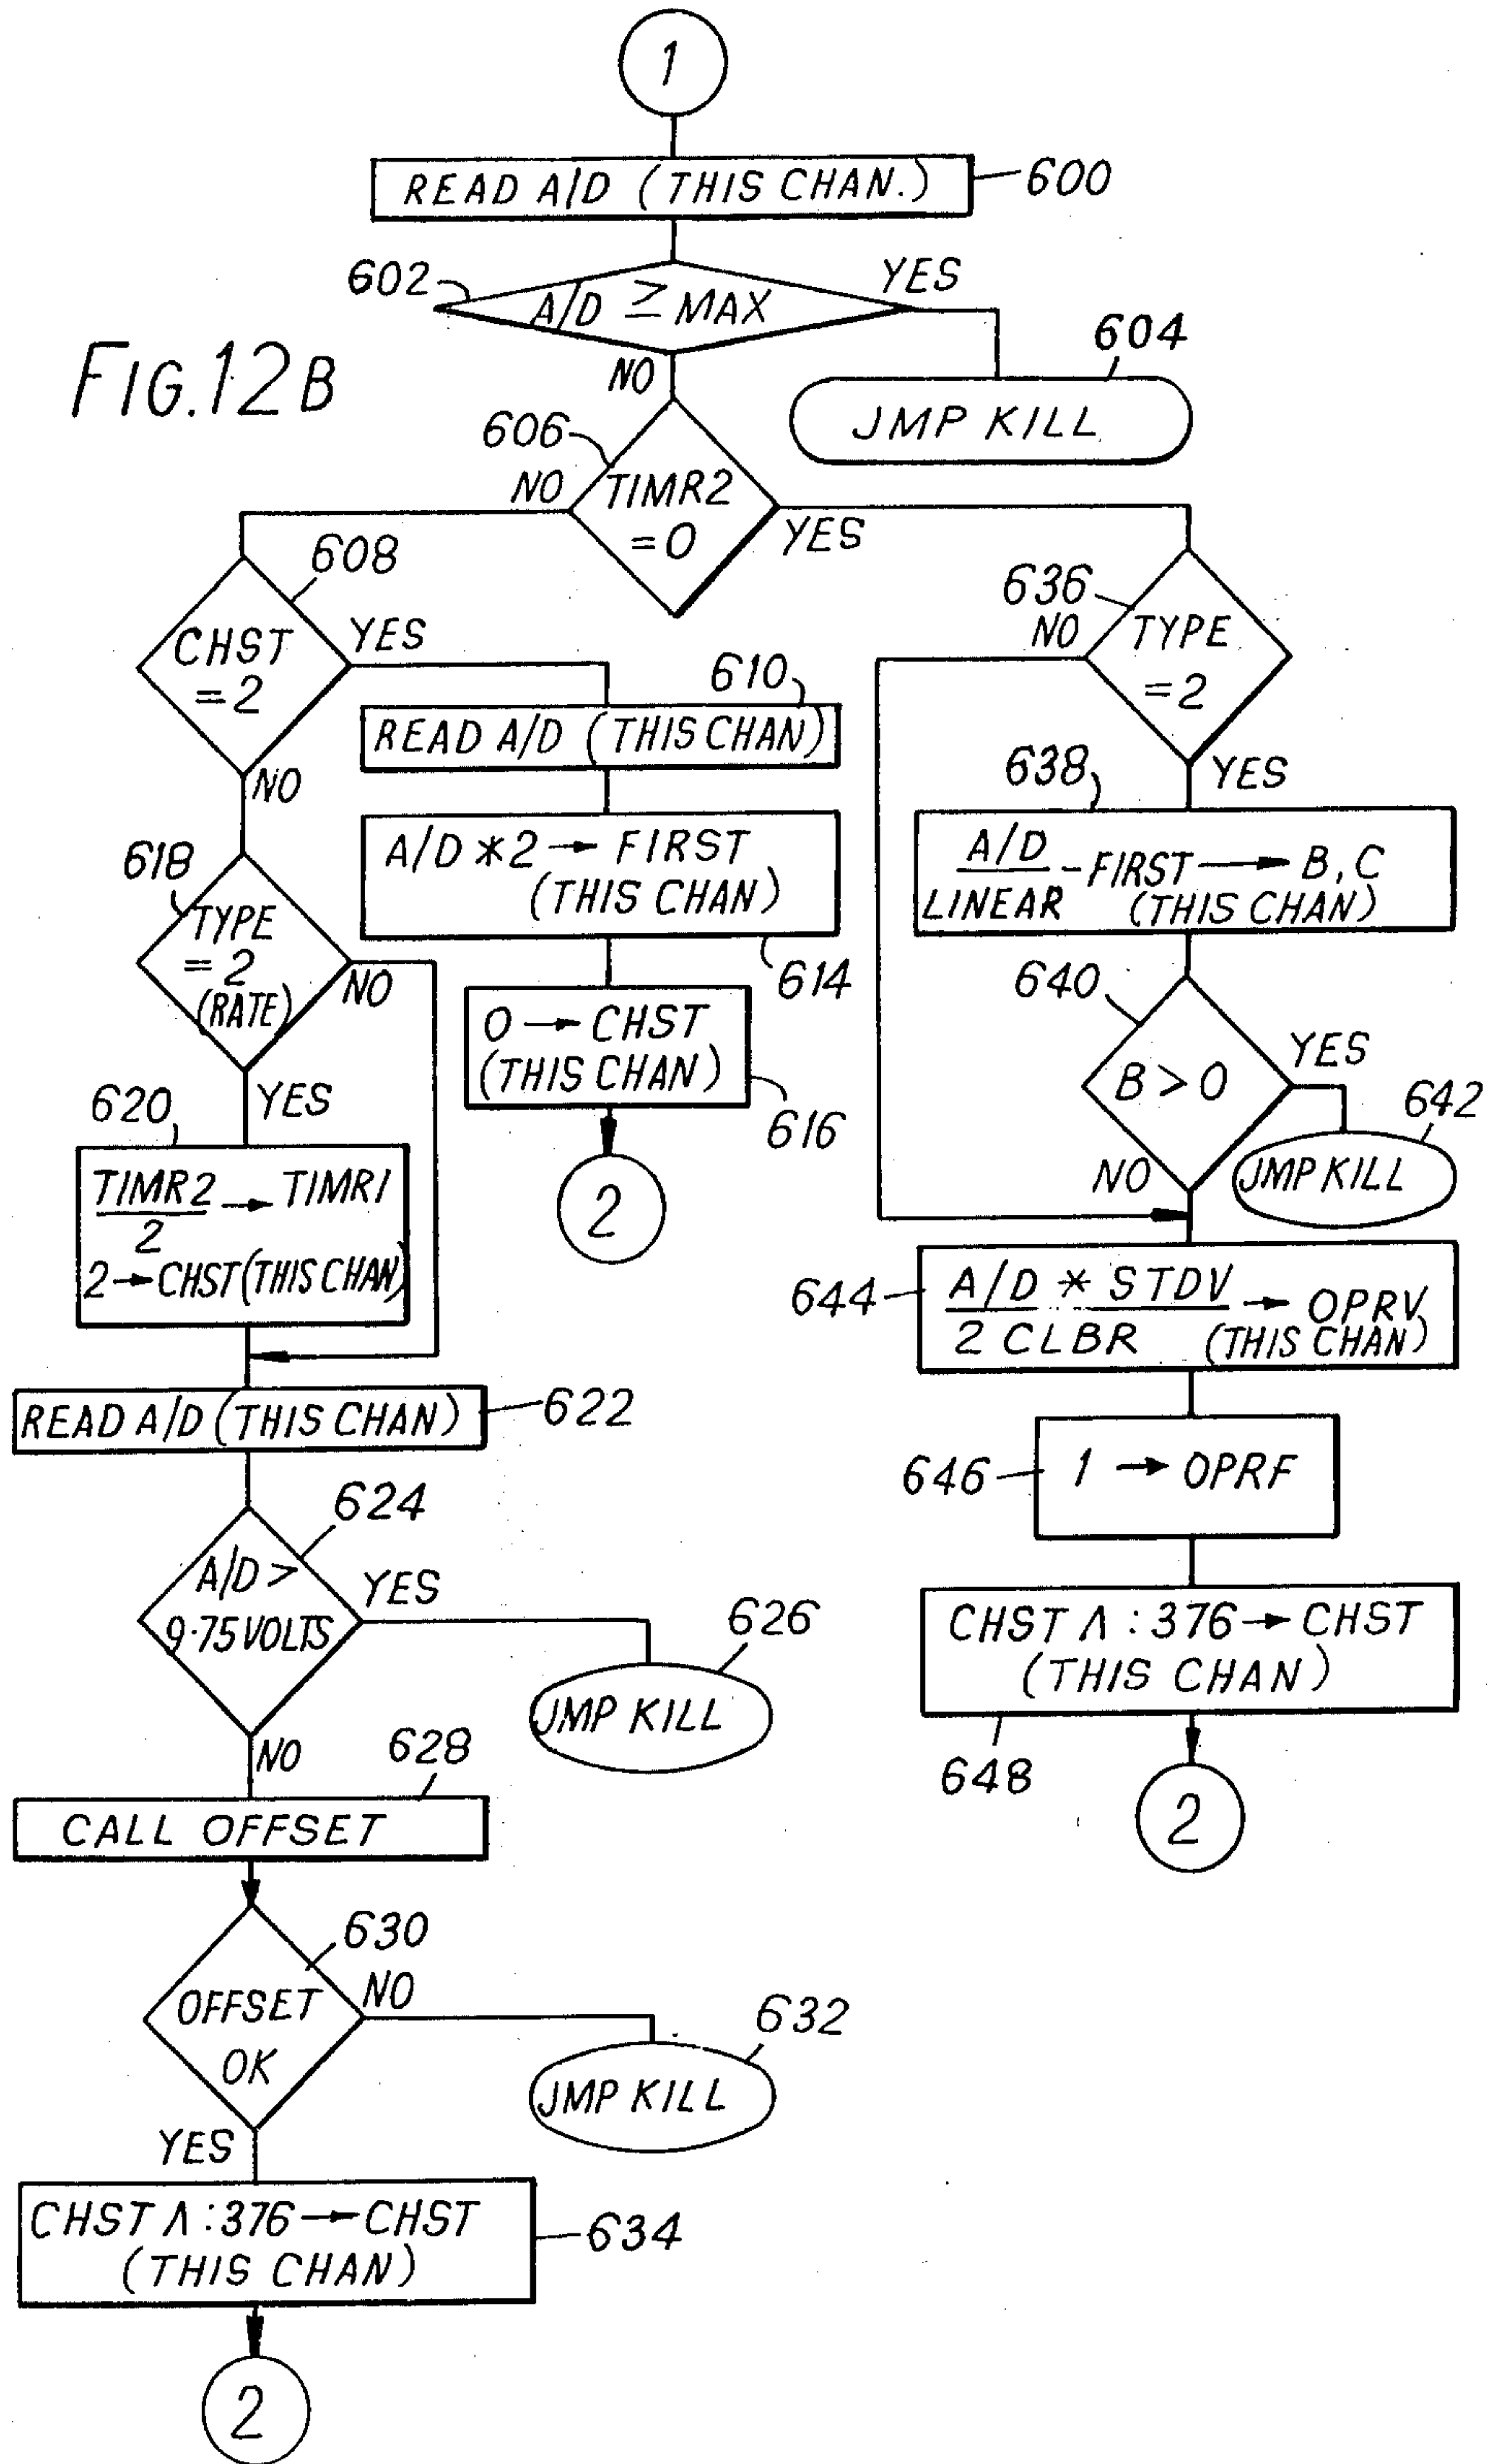 1
READ A/D (THIS CHAN.)
600
602
A/D ≥ MAX
YES
NO
604
JMP KILL
FIG. 12B
606
TIMR2
=0
NO
YES
608
CHST
=2
YES
NO
610
READ A/D (THIS CHAN)
A/D *2 → FIRST
(THIS CHAN)
614
0 → CHST
(THIS CHAN)
616
2
618
TYPE
=2
(RATE)
NO
YES
620
TIMR2 → TIMR1
2
2 → CHST (THIS CHAN)
READ A/D (THIS CHAN)
622
624
A/D >
9.75 VOLTS
YES
NO
626
JMP KILL
628
CALL OFFSET
630
OFFSET
OK
NO
YES
632
JMP KILL
CHST Λ :376 → CHST
(THIS CHAN)
634
2
636
TYPE
=2
NO
YES
638
A/D - FIRST → B, C
LINEAR (THIS CHAN)
640
B > 0
YES
NO
642
JMP KILL
644
A/D * STDV → OPRV
2 CLBR (THIS CHAN)
646
1 → OPRF
CHST Λ :376 → CHST
(THIS CHAN)
648
2